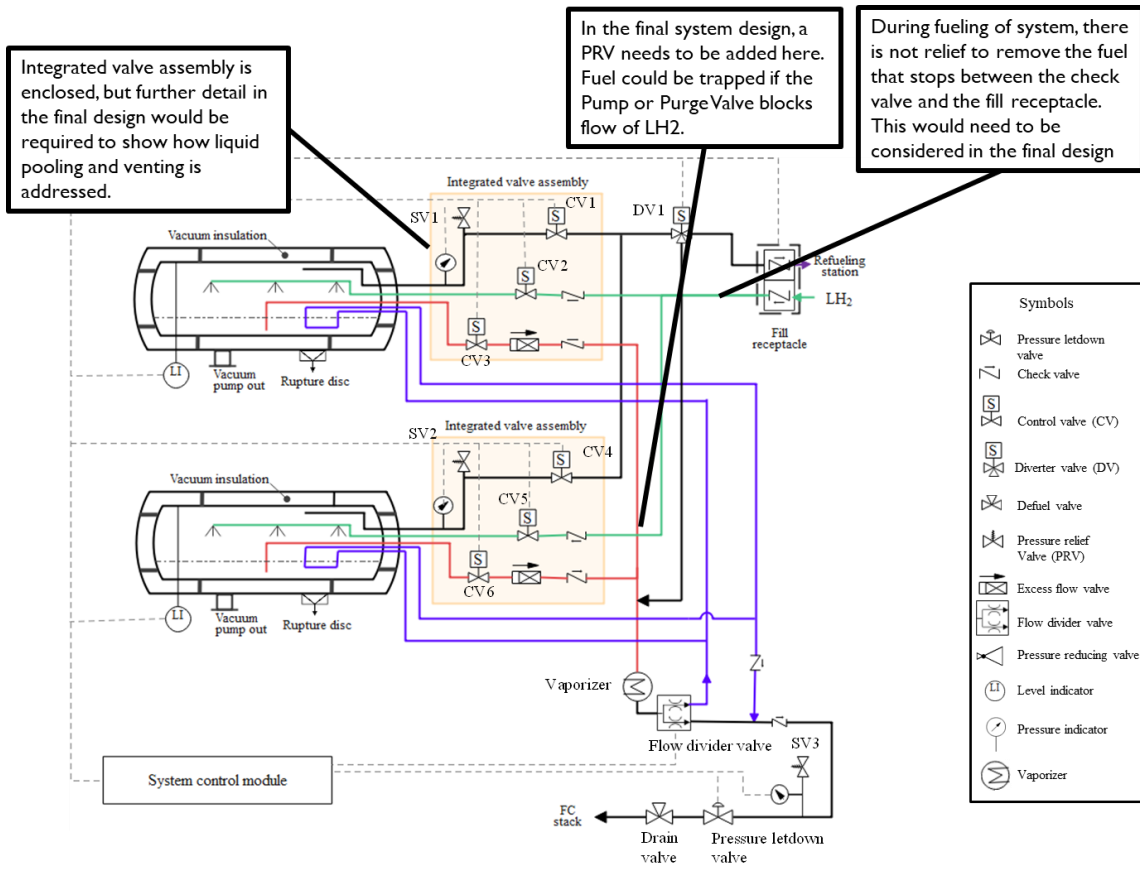 Integrated valve assembly is
enclosed, but further detail in
the final design would be
required to show how liquid
pooling and venting is
addressed.
In the final system design, a
PRV needs to be added here.
Fuel could be trapped if the
Pump or Purge Valve blocks
flow of LH2.
During fueling of system, there
is not relief to remove the fuel
that stops between the check
valve and the fill receptacle.
This would need to be
considered in the final design
Integrated valve assembly
SV1
CV1
S
DV1
S
Vacuum insulation
CV2
S
Refueling
station
LH2
S
CV3
Fill
receptacle
LI
Vacuum
pump out
Rupture disc
Integrated valve assembly
SV2
CV4
S
Vacuum insulation
CV5
S
S
CV6
LI
Vacuum
pump out
Rupture disc
Vaporizer
Flow divider valve
SV3
System control module
FC
stack
Drain
valve
Pressure letdown
valve
Symbols
Pressure letdown
valve
Check valve
S
Control valve (CV)
S
Diverter valve (DV)
Defuel valve
Pressure relief
Valve (PRV)
Excess flow valve
Flow divider valve
Pressure reducing valve
LI
Level indicator
Pressure indicator
Vaporizer